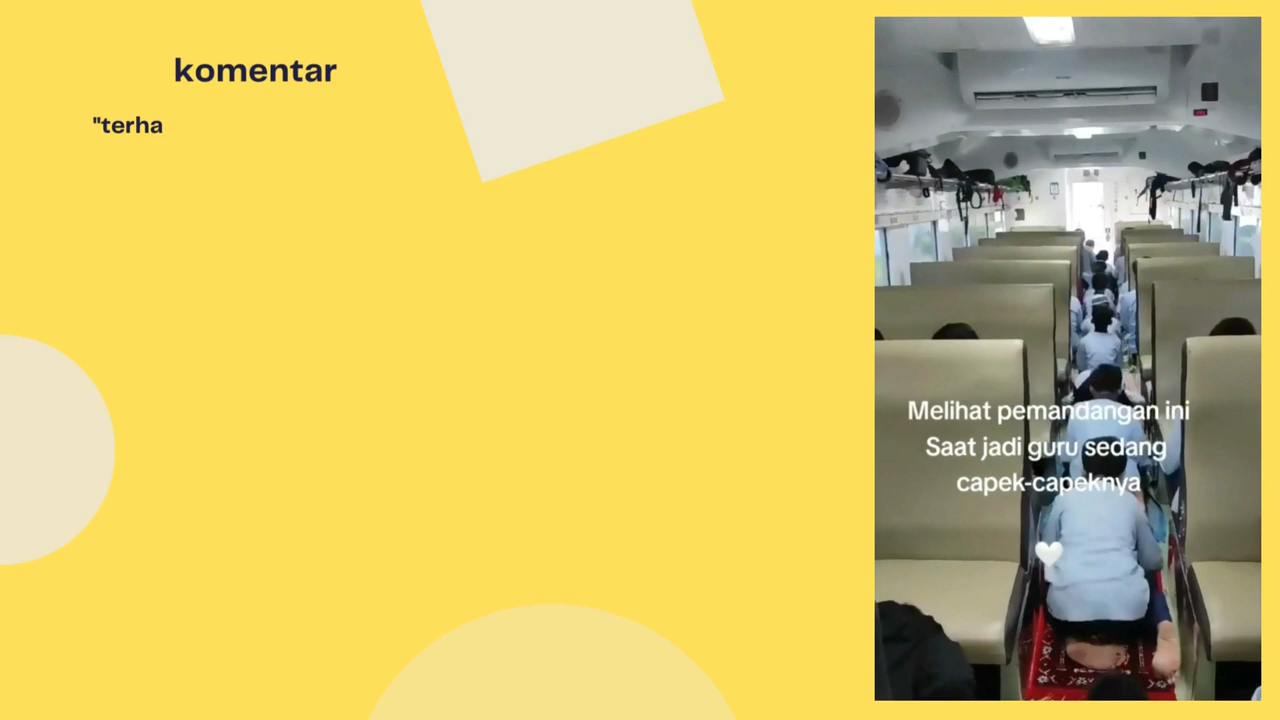 komentar
"terha
Melihat pemandangan ini
Saat jadi guru sedang
capek-capeknya